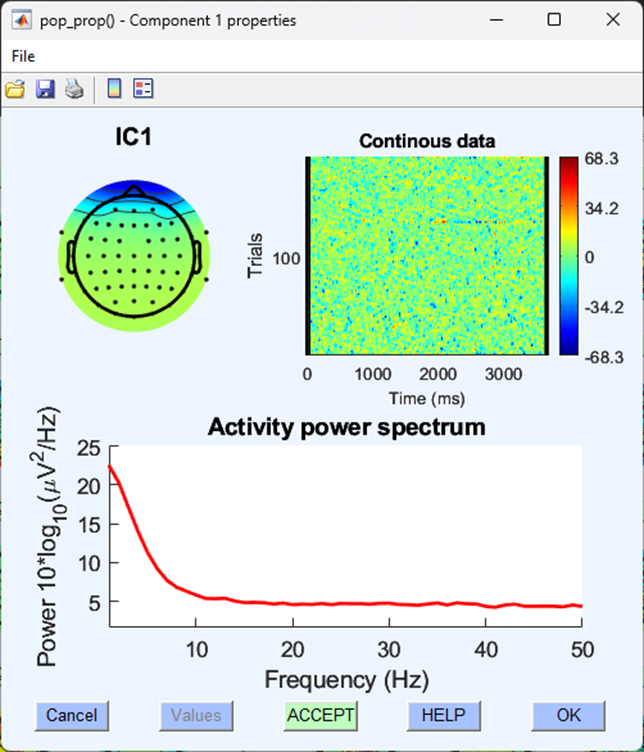 pop_prop() - Component 1 properties
File
IC1
Continous data
Trials
100
0
1000
2000
3000
Time (ms)
68.3
34.2
0
-34.2
-68.3
Activity power spectrum
Power 10*log10(μV2/Hz)
25
20
15
10
5
10
20
30
40
50
Frequency (Hz)
Cancel
Values
ACCEPT
HELP
OK